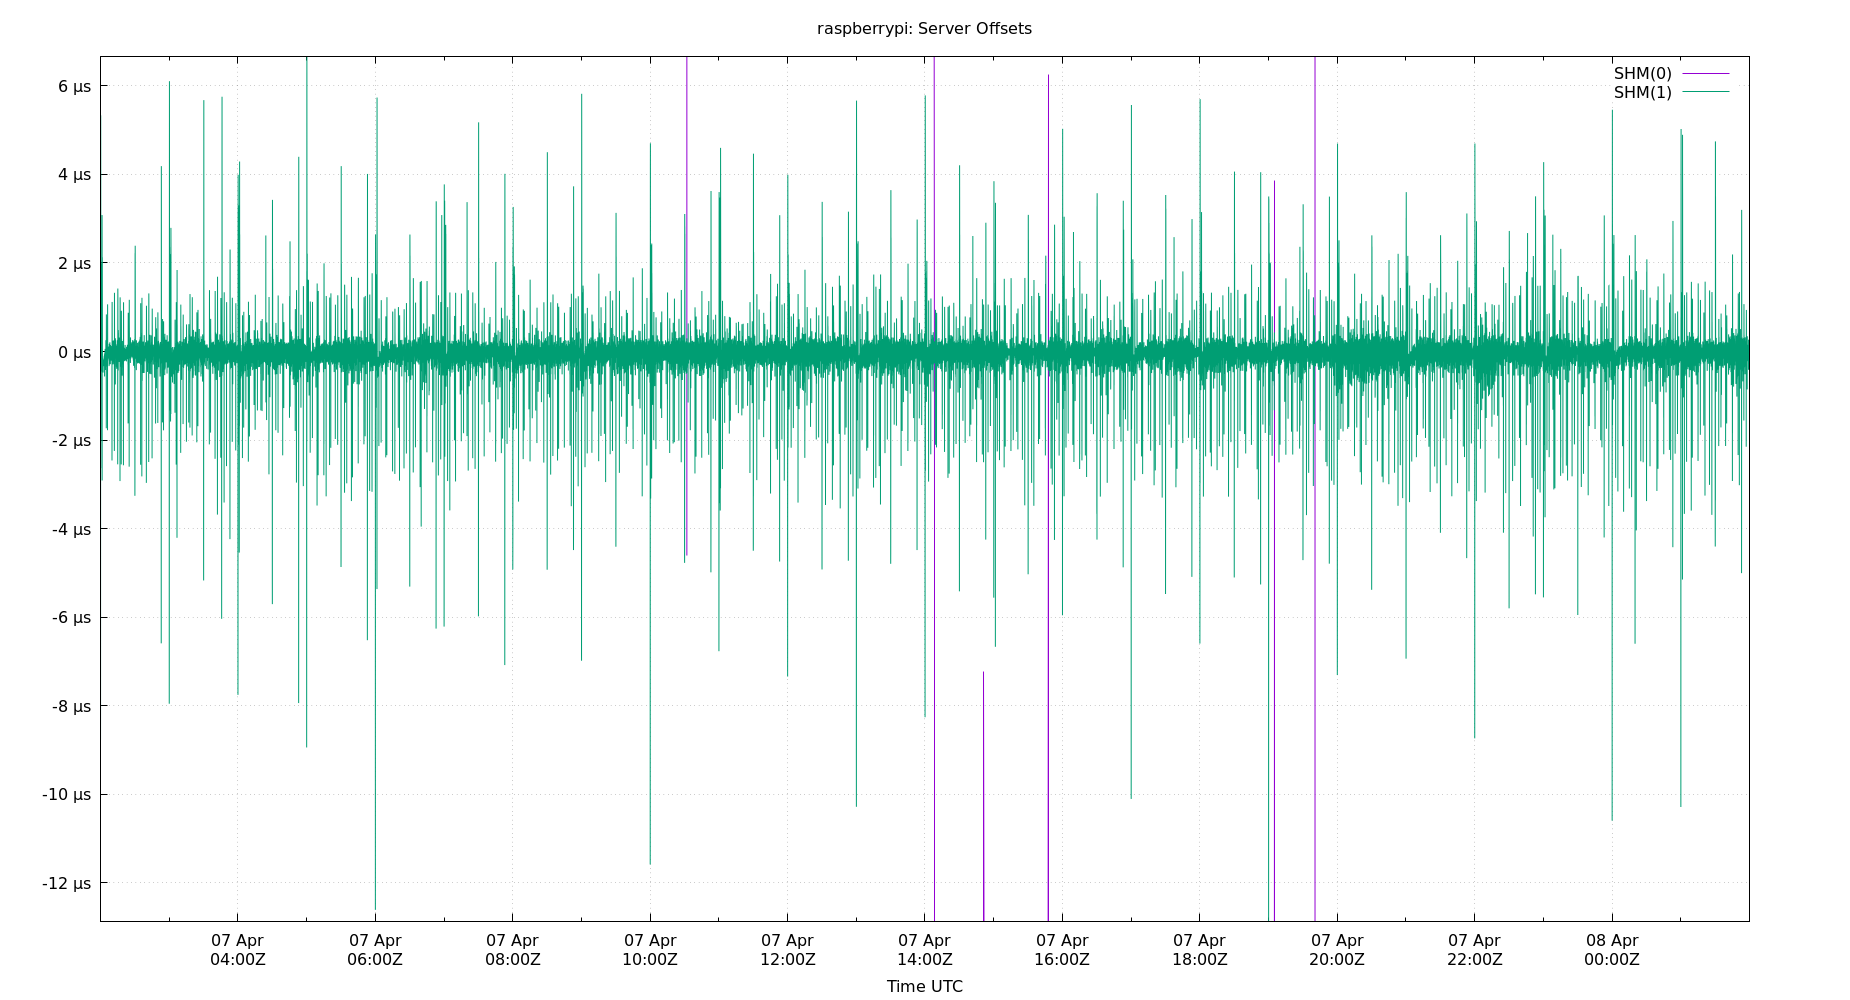 raspberrypi: Server Offsets
SHM(0)
SHM(1)
6 µs
4 µs
2 µs
0 µs
-2 µs
-4 µs
-6 µs
-8 µs
-10 µs
-12 µs
07 Apr 07 Apr 07 Apr 07 Apr 07 Apr 07 Apr 07 Apr 07 Apr 07 Apr 07 Apr 08 Apr
04:00Z 06:00Z 08:00Z 10:00Z 12:00Z 14:00Z 16:00Z 18:00Z 20:00Z 22:00Z 00:00Z
Time UTC